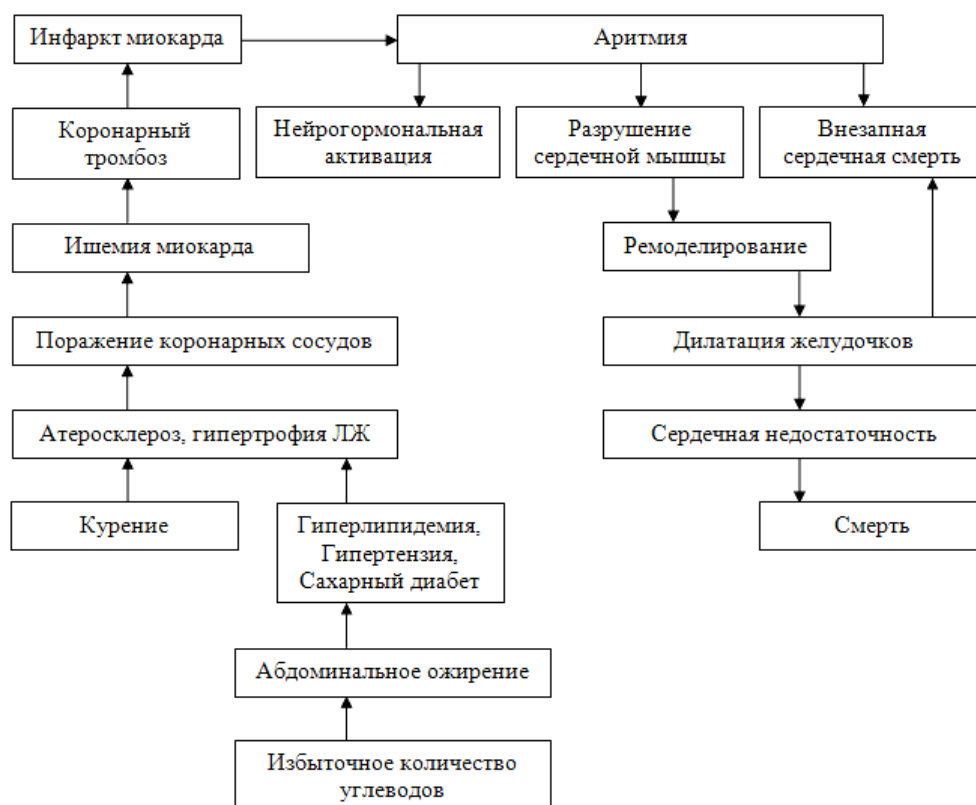 Инфаркт миокарда
Аритмия
Коронарный
тромбоз
Нейрогормональная
активация
Разрушение
сердечной мышцы
Внезапная
сердечная смерть
Ишемия миокарда
Ремоделирование
Поражение коронарных сосудов
Дилатация желудочков
Атеросклероз, гипертрофия ЛЖ
Сердечная недостаточность
Курение
Гиперлипидемия,
Гипертензия,
Сахарный диабет
Смерть
Абдоминальное ожирение
Избыточное количество
углеводов